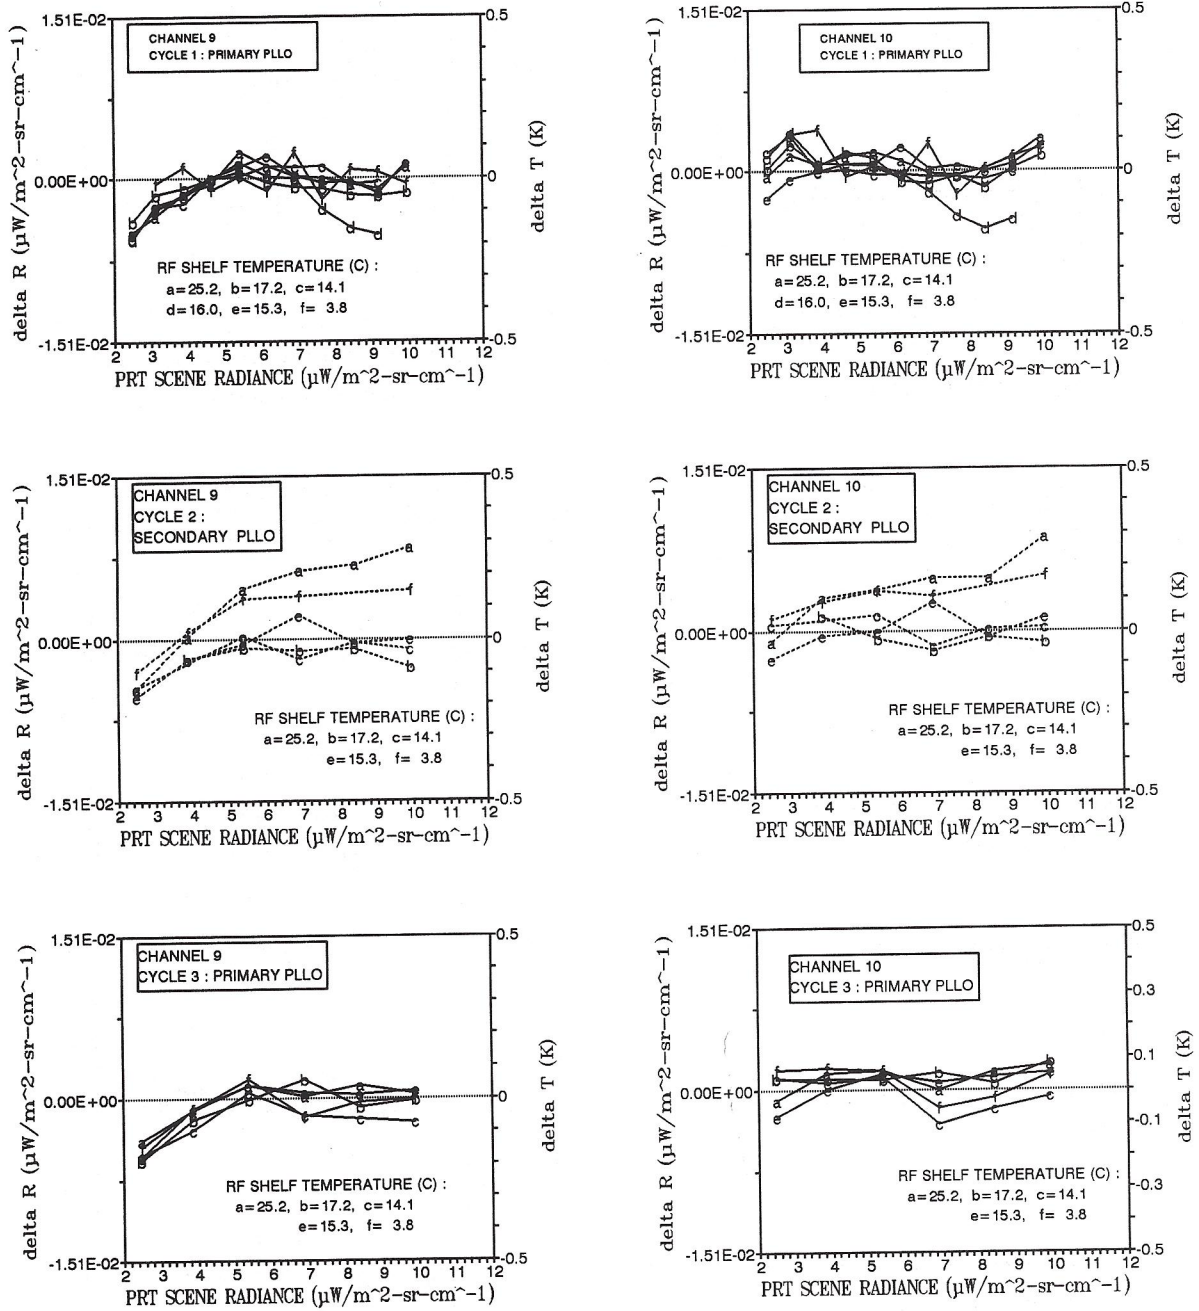 1.51E-02
0.00E+00
-1.51E-02
delta R (µW/m^2-sr-cm^-1)
CHANNEL 9
CYCLE 1 : PRIMARY PLLO
RF SHELF TEMPERATURE (C) :
a=25.2, b=17.2, c=14.1
d=16.0, e=15.3, f= 3.8
0.5
0
-0.5
delta T (K)
2 3 4 5 6 7 8 9 10 11 12
PRT SCENE RADIANCE (µW/m^2-sr-cm^-1)
1.51E-02
0.00E+00
-1.51E-02
delta R (µW/m^2-sr-cm^-1)
CHANNEL 10
CYCLE 1 : PRIMARY PLLO
RF SHELF TEMPERATURE (C) :
a=25.2, b=17.2, c=14.1
d=16.0, e=15.3, f= 3.8
0.5
0
-0.5
delta T (K)
2 3 4 5 6 7 8 9 10 11 12
PRT SCENE RADIANCE (µW/m^2-sr-cm^-1)
1.51E-02
0.00E+00
-1.51E-02
delta R (µW/m^2-sr-cm^-1)
CHANNEL 9
CYCLE 2 :
SECONDARY PLLO
RF SHELF TEMPERATURE (C) :
a=25.2, b=17.2, c=14.1
e=15.3, f= 3.8
0.5
0
-0.5
delta T (K)
2 3 4 5 6 7 8 9 10 11 12
PRT SCENE RADIANCE (µW/m^2-sr-cm^-1)
1.51E-02
0.00E+00
-1.51E-02
delta R (µW/m^2-sr-cm^-1)
CHANNEL 10
CYCLE 2 :
SECONDARY PLLO
RF SHELF TEMPERATURE (C) :
a=25.2, b=17.2, c=14.1
e=15.3, f= 3.8
0.5
0
-0.5
delta T (K)
2 3 4 5 6 7 8 9 10 11 12
PRT SCENE RADIANCE (µW/m^2-sr-cm^-1)
1.51E-02
0.00E+00
-1.51E-02
delta R (µW/m^2-sr-cm^-1)
CHANNEL 9
CYCLE 3 : PRIMARY PLLO
RF SHELF TEMPERATURE (C) :
a=25.2, b=17.2, c=14.1
e=15.3, f= 3.8
0.5
0
-0.5
delta T (K)
2 3 4 5 6 7 8 9 10 11 12
PRT SCENE RADIANCE (µW/m^2-sr-cm^-1)
1.51E-02
0.00E+00
-1.51E-02
delta R (µW/m^2-sr-cm^-1)
CHANNEL 10
CYCLE 3 : PRIMARY PLLO
RF SHELF TEMPERATURE (C) :
a=25.2, b=17.2, c=14.1
e=15.3, f= 3.8
0.5
0.3
0.1
-0.1
-0.3
-0.5
delta T (K)
2 3 4 5 6 7 8 9 10 11 12
PRT SCENE RADIANCE (µW/m^2-sr-cm^-1)